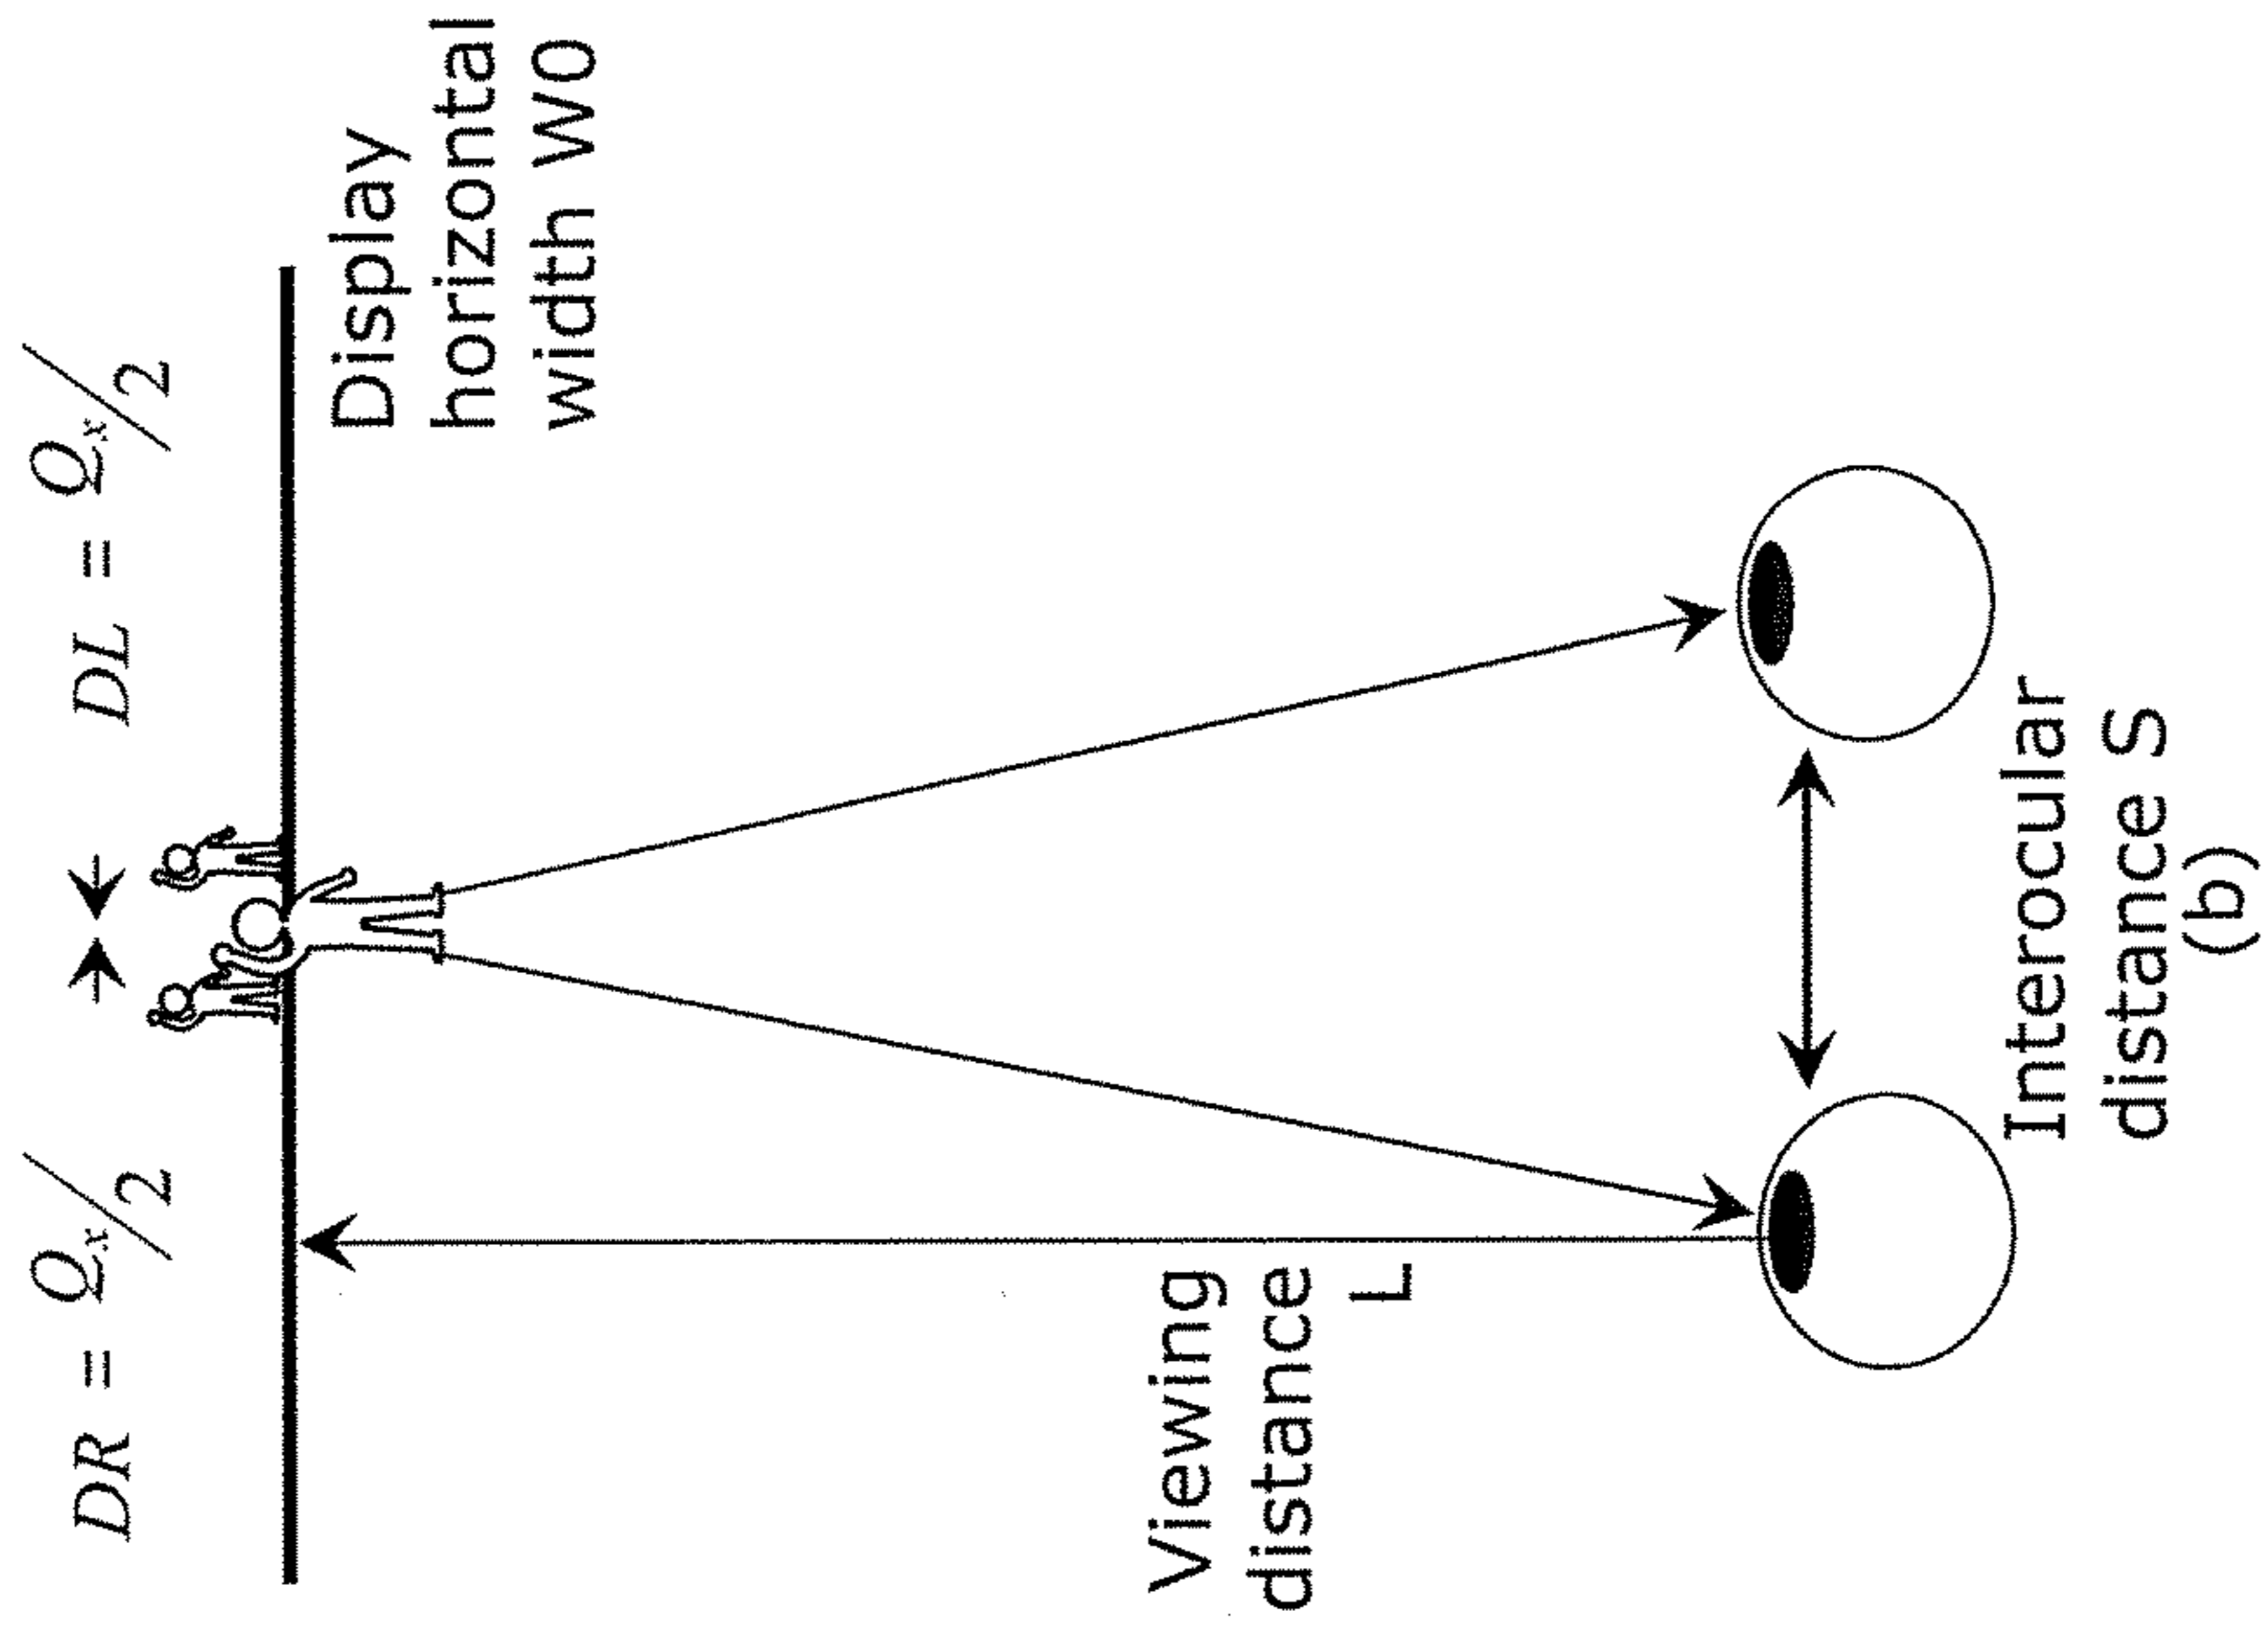 DR = Qx/2
DL = Qx/2
Display
horizontal
width W0
Viewing
distance
L
Interocular
distance S
(b)